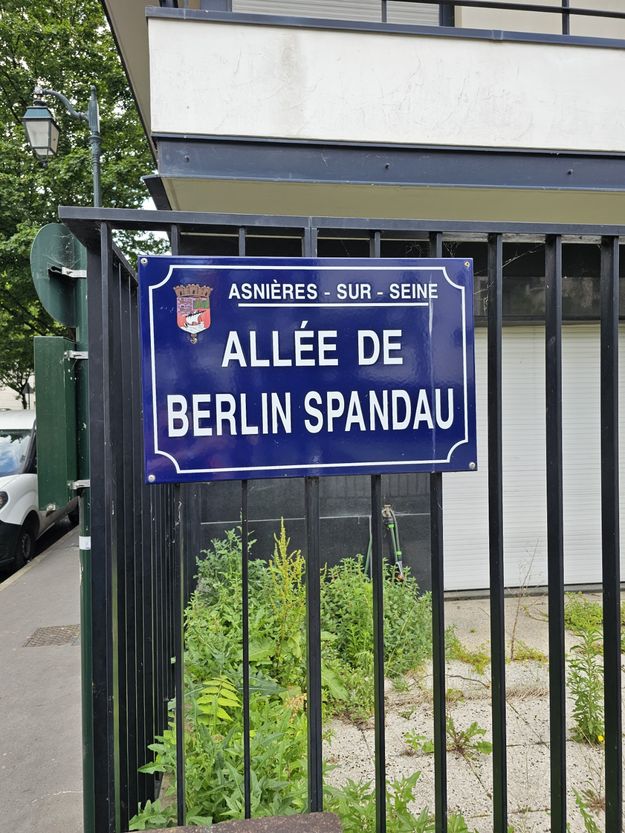 ASNIÈRES - SUR - SEINE
ALLÉE DE
BERLIN SPANDAU